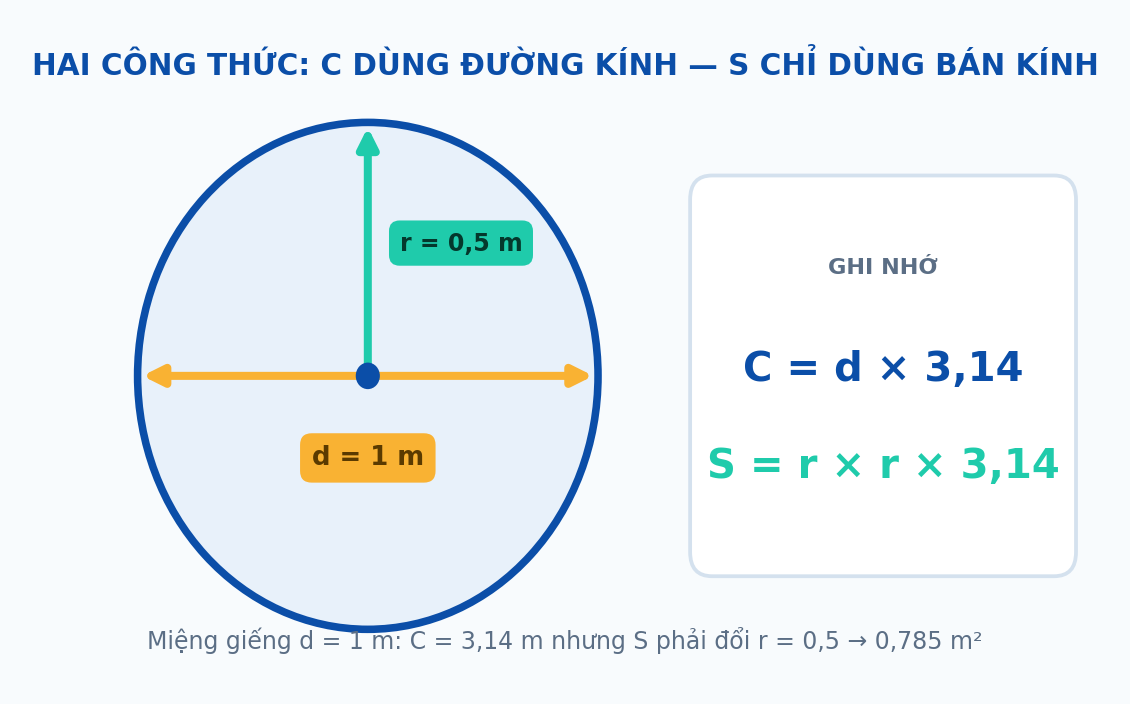 HAI CÔNG THỨC: C DÙNG ĐƯỜNG KÍNH — S CHỈ DÙNG BÁN KÍNH
r = 0,5 m
d = 1 m
GHI NHỚ
C = d × 3,14
S = r × r × 3,14
Miệng giếng d = 1 m: C = 3,14 m nhưng S phải đổi r = 0,5 → 0,785 m²